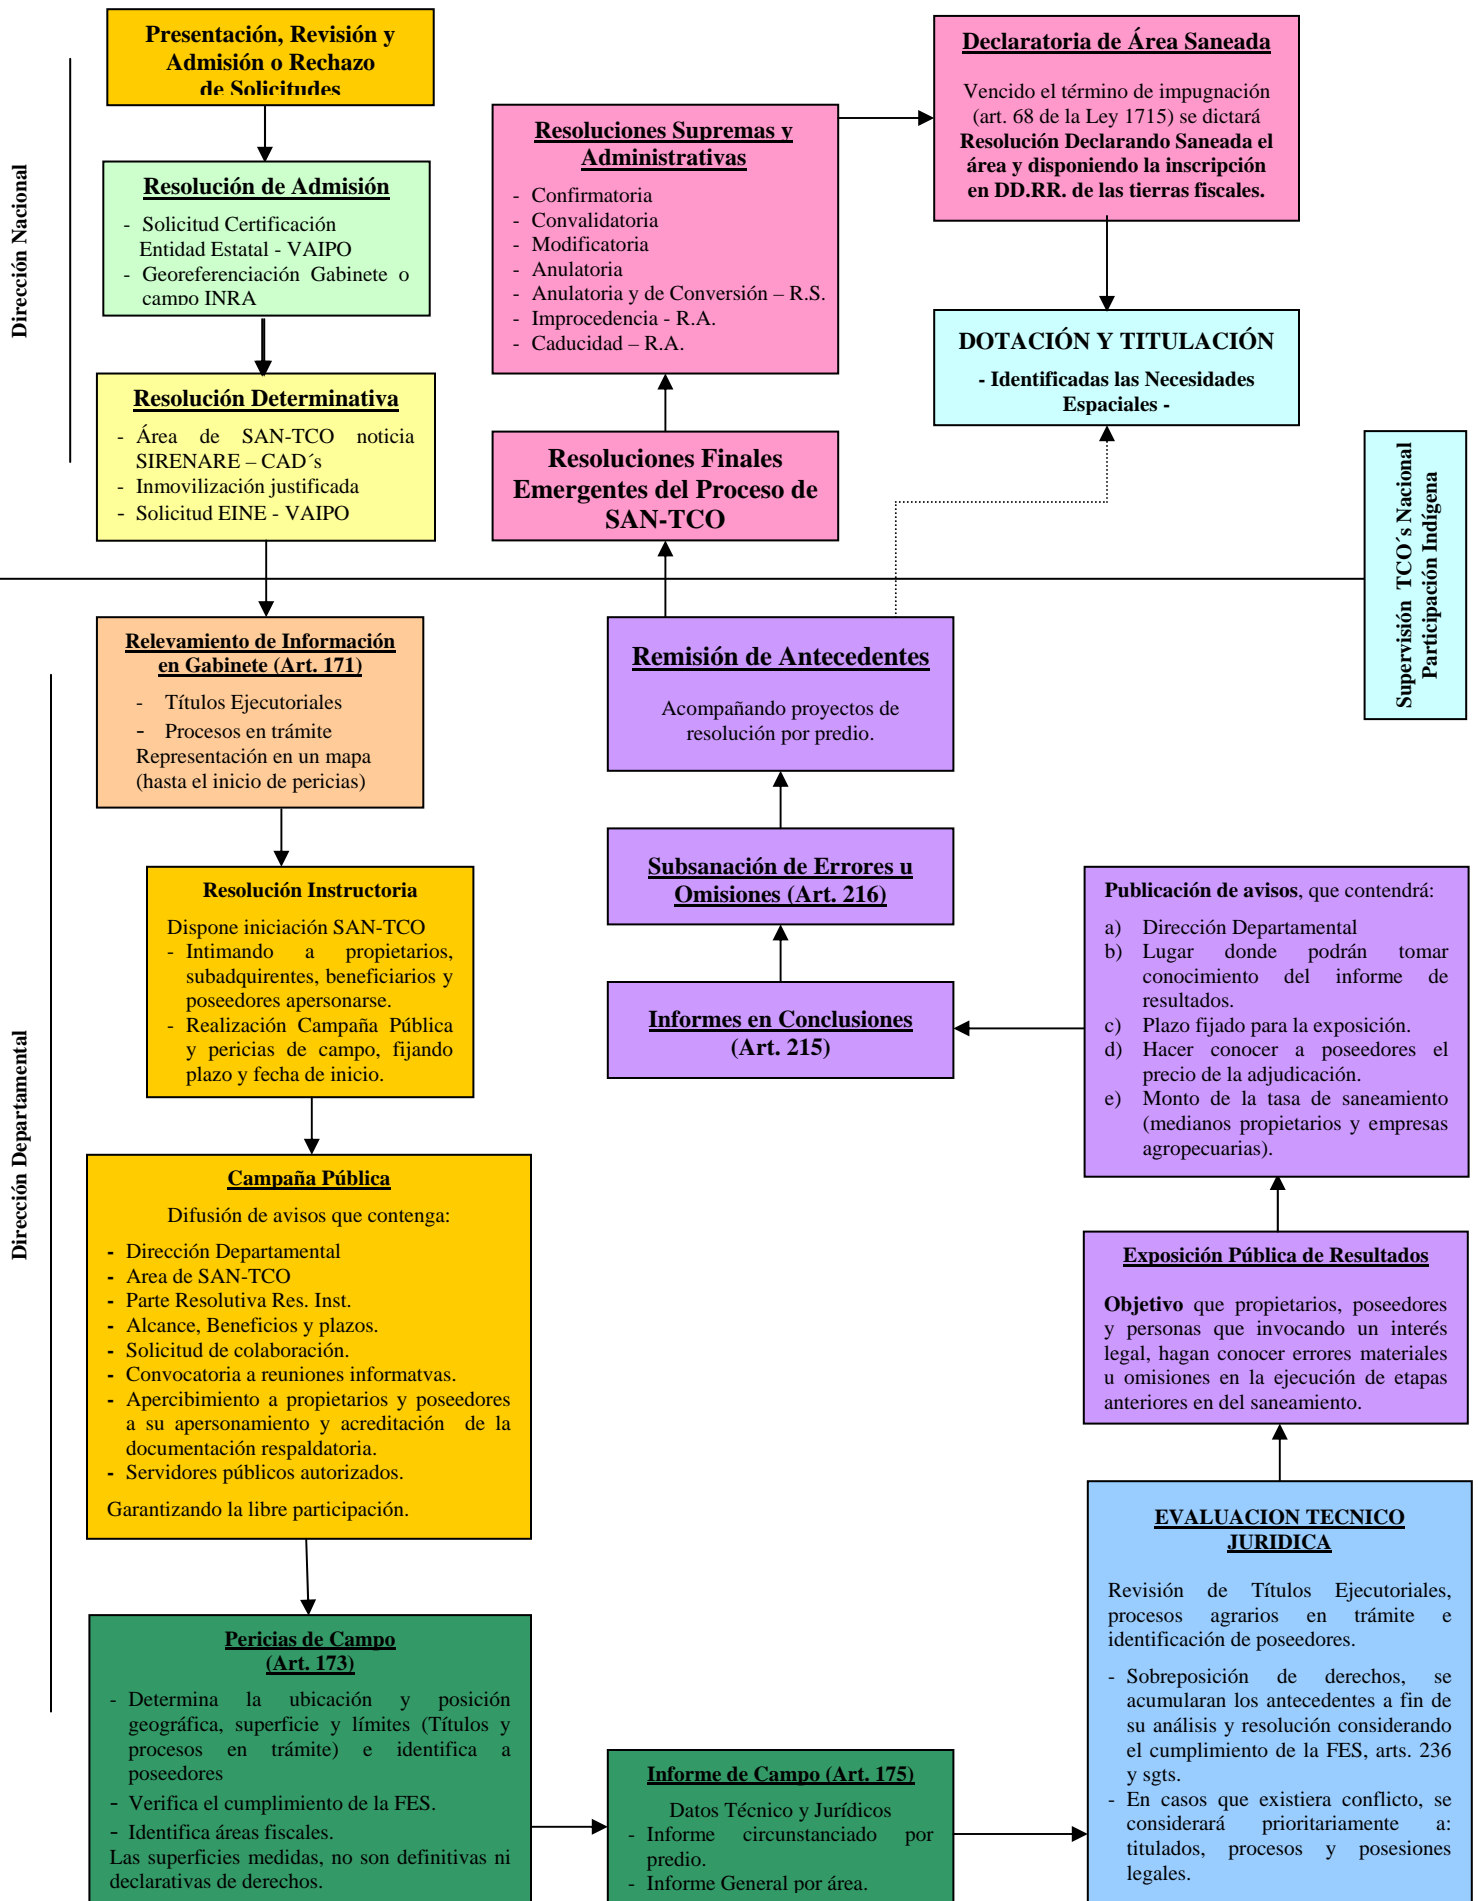 Presentación, Revisión y
Admisión o Rechazo
de Solicitudes
Dirección Nacional
Resolución de Admisión
- Solicitud Certificación
Entidad Estatal - VAIPO
- Georeferenciación Gabinete o
campo INRA
Resolución Determinativa
- Área de SAN-TCO noticia
SIRENARE – CAD´s
- Inmovilización justificada
- Solicitud EINE - VAIPO
Dirección Departamental
Relevamiento de Información
en Gabinete (Art. 171)
- Títulos Ejecutoriales
- Procesos en trámite
Representación en un mapa
(hasta el inicio de pericias)
Resolución Instructoria
Dispone iniciación SAN-TCO
- Intimando a propietarios,
subadquirentes, beneficiarios y
poseedores apersonarse.
- Realización Campaña Pública
y pericias de campo, fijando
plazo y fecha de inicio.
Campaña Pública
Difusión de avisos que contenga:
- Dirección Departamental
- Area de SAN-TCO
- Parte Resolutiva Res. Inst.
- Alcance, Beneficios y plazos.
- Solicitud de colaboración.
- Convocatoria a reuniones informatvas.
- Apercibimiento a propietarios y poseedores
a su apersonamiento y acreditación de la
documentación respaldatoria.
- Servidores públicos autorizados.
Garantizando la libre participación.
Pericias de Campo
(Art. 173)
- Determina la ubicación y posición
geográfica, superficie y límites (Títulos y
procesos en trámite) e identifica a
poseedores
- Verifica el cumplimiento de la FES.
- Identifica áreas fiscales.
Las superficies medidas, no son definitivas ni
declarativas de derechos.
Informe de Campo (Art. 175)
Datos Técnico y Jurídicos
- Informe circunstanciado por
predio.
- Informe General por área.
EVALUACION TECNICO
JURIDICA
Revisión de Títulos Ejecutoriales,
procesos agrarios en trámite e
identificación de poseedores.
- Sobreposición de derechos, se
acumularan los antecedentes a fin de
su análisis y resolución considerando
el cumplimiento de la FES, arts. 236
y sgts.
- En casos que existiera conflicto, se
considerará prioritariamente a:
titulados, procesos y posesiones
legales.
Exposición Pública de Resultados
Objetivo que propietarios, poseedores
y personas que invocando un interés
legal, hagan conocer errores materiales
u omisiones en la ejecución de etapas
anteriores en del saneamiento.
Publicación de avisos, que contendrá:
a) Dirección Departamental
b) Lugar donde podrán tomar
conocimiento del informe de
resultados.
c) Plazo fijado para la exposición.
d) Hacer conocer a poseedores el
precio de la adjudicación.
e) Monto de la tasa de saneamiento
(medianos propietarios y empresas
agropecuarias).
Informes en Conclusiones
(Art. 215)
Subsanación de Errores u
Omisiones (Art. 216)
Remisión de Antecedentes
Acompañando proyectos de
resolución por predio.
Resoluciones Finales
Emergentes del Proceso de
SAN-TCO
Resoluciones Supremas y
Administrativas
- Confirmatoria
- Convalidatoria
- Modificatoria
- Anulatoria
- Anulatoria y de Conversión – R.S.
- Improcedencia - R.A.
- Caducidad – R.A.
Declaratoria de Área Saneada
Vencido el término de impugnación
(art. 68 de la Ley 1715) se dictará
Resolución Declarando Saneada el
área y disponiendo la inscripción
en DD.RR. de las tierras fiscales.
DOTACIÓN Y TITULACIÓN
- Identificadas las Necesidades
Espaciales -
Supervisión TCO´s Nacional
Participación Indígena